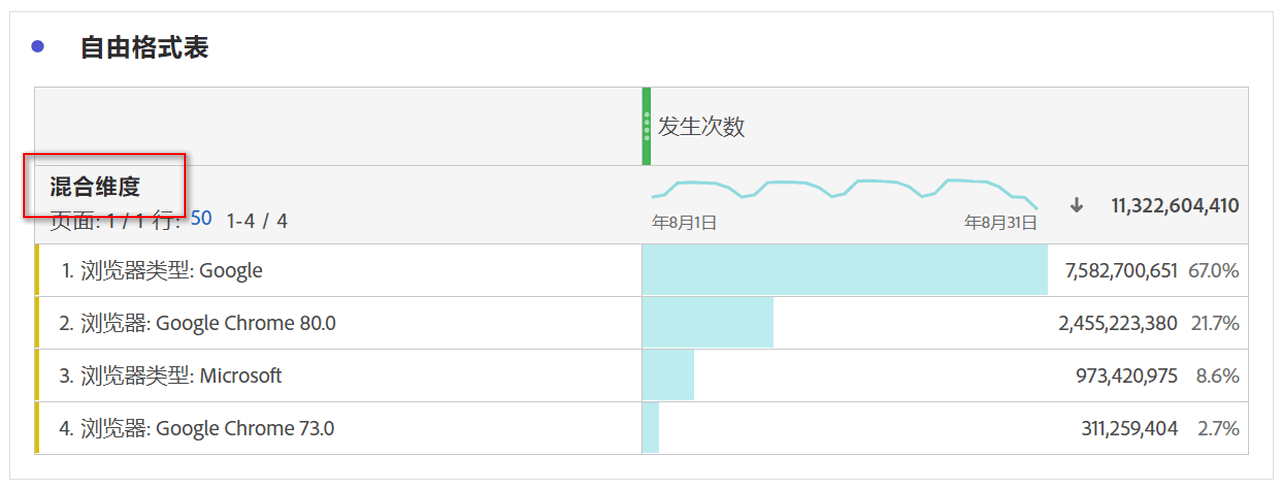 自由格式表
发生次数
混合维度
页面: 1 / 1 行: 50 1-4 / 4
年8月1日 年8月31日
11,322,604,410
1. 浏览器类型: Google 7,582,700,651 67.0%
2. 浏览器: Google Chrome 80.0 2,455,223,380 21.7%
3. 浏览器类型: Microsoft 973,420,975 8.6%
4. 浏览器: Google Chrome 73.0 311,259,404 2.7%